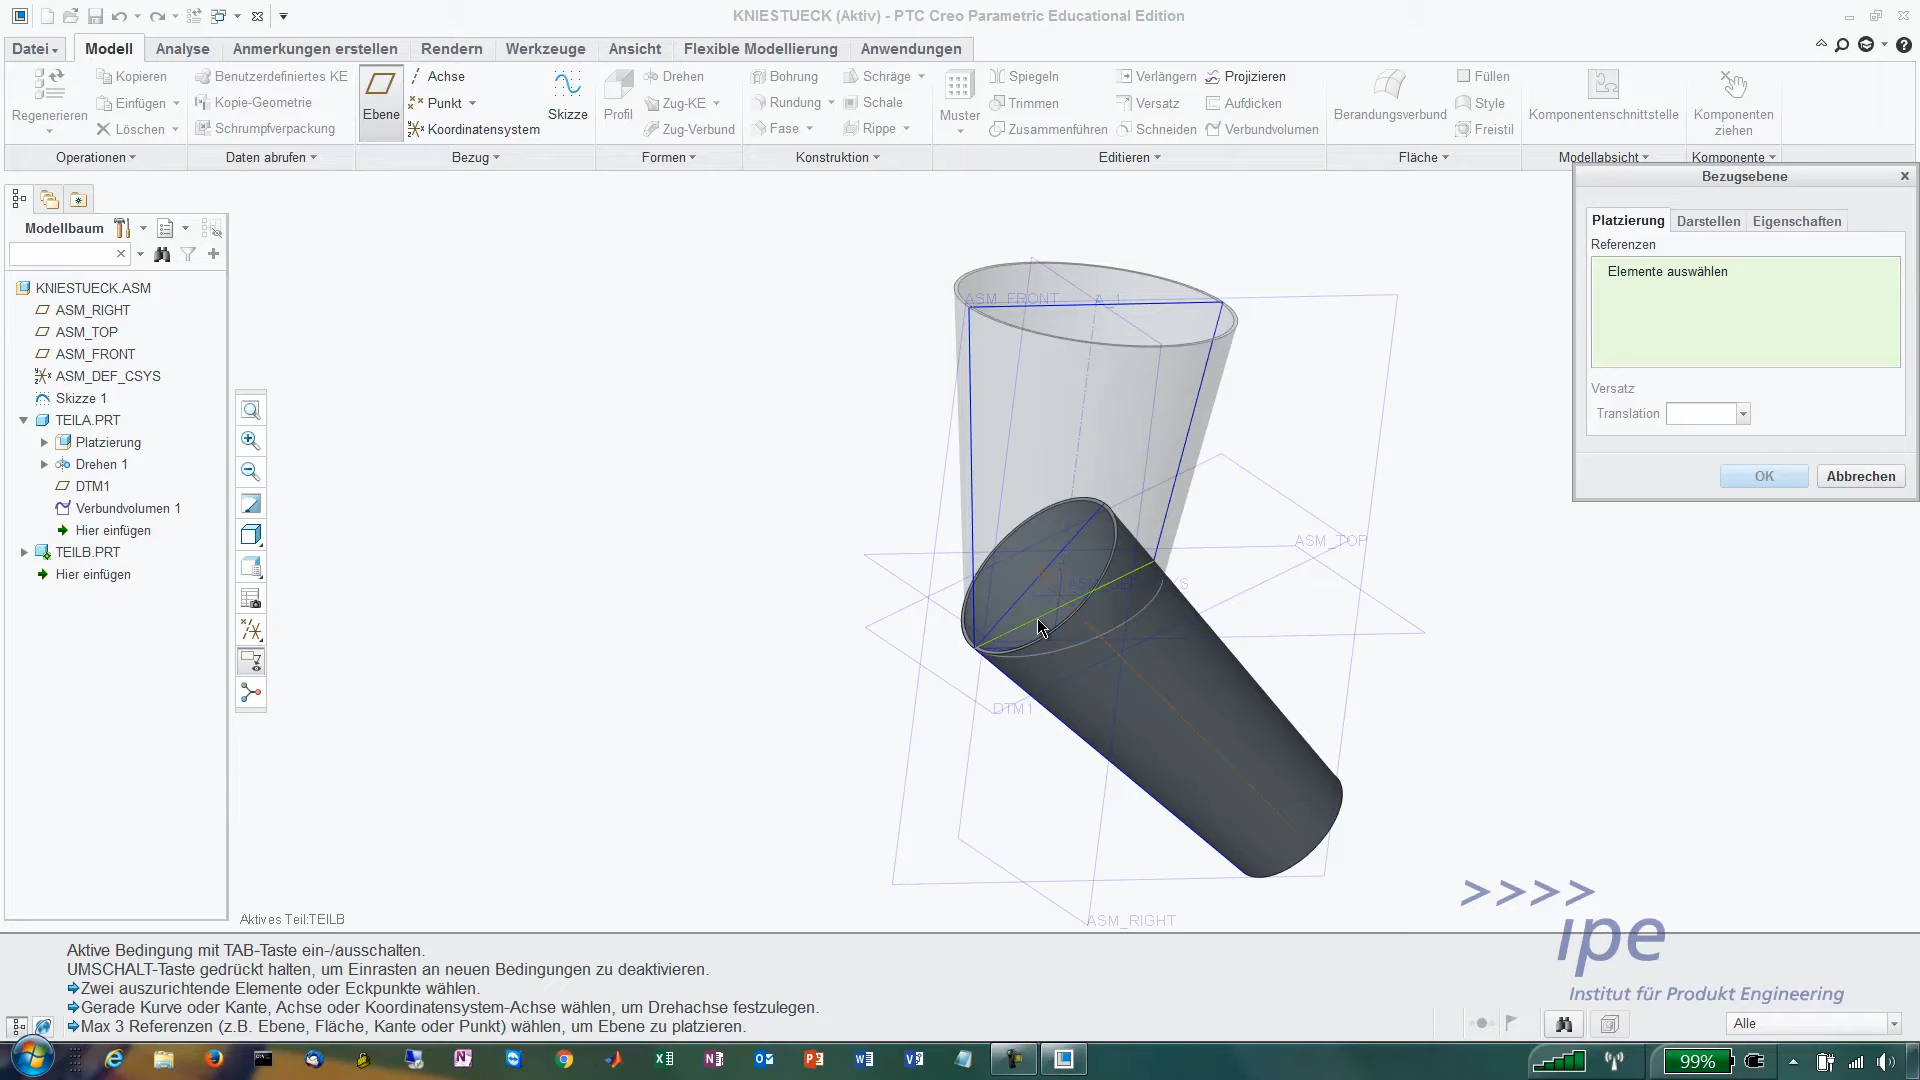 KNIESTUECK (Aktiv) - PTC Creo Parametric Educational Edition
Datei Modell Analyse Anmerkungen erstellen Rendern Werkzeuge Ansicht Flexible Modellierung Anwendungen
Regenerieren
Kopieren
Einfügen
Löschen
Benutzerdefiniertes KE
Kopie-Geometrie
Schrumpfverpackung
Ebene
Achse
Punkt
Koordinatensystem
Skizze
Profil
Drehen
Zug-KE
Zug-Verbund
Bohrung
Rundung
Fase
Schräge
Schale
Rippe
Muster
Spiegeln
Trimmen
Zusammenführen
Verlängern
Versatz
Schneiden
Projizieren
Aufdicken
Verbundvolumen
Berandungsverbund
Füllen
Style
Freistil
Komponentenschnittstelle
Komponenten
ziehen
Operationen Daten abrufen Bezug Formen Konstruktion Editieren Fläche Modellabsicht Komponente
Modellbaum
KNIESTUECK.ASM
ASM_RIGHT
ASM_TOP
ASM_FRONT
ASM_DEF_CSYS
Skizze 1
TEILA.PRT
Platzierung
Drehen 1
DTM1
Verbundvolumen 1
Hier einfügen
TEILB.PRT
Hier einfügen
ASM_FRONT
A_1
ASM_TOP
DTM1
ASM_RIGHT
Aktives Teil:TEILB
Bezugsebene
Platzierung Darstellen Eigenschaften
Referenzen
Elemente auswählen
Versatz
Translation
OK Abbrechen
>>>>
ipe
Institut für Produkt Engineering
Aktive Bedingung mit TAB-Taste ein-/ausschalten.
UMSCHALT-Taste gedrückt halten, um Einrasten an neuen Bedingungen zu deaktivieren.
Zwei auszurichtende Elemente oder Eckpunkte wählen.
Gerade Kurve oder Kante, Achse oder Koordinatensystem-Achse wählen, um Drehachse festzulegen.
Max 3 Referenzen (z.B. Ebene, Fläche, Kante oder Punkt) wählen, um Ebene zu platzieren.
Alle
99%